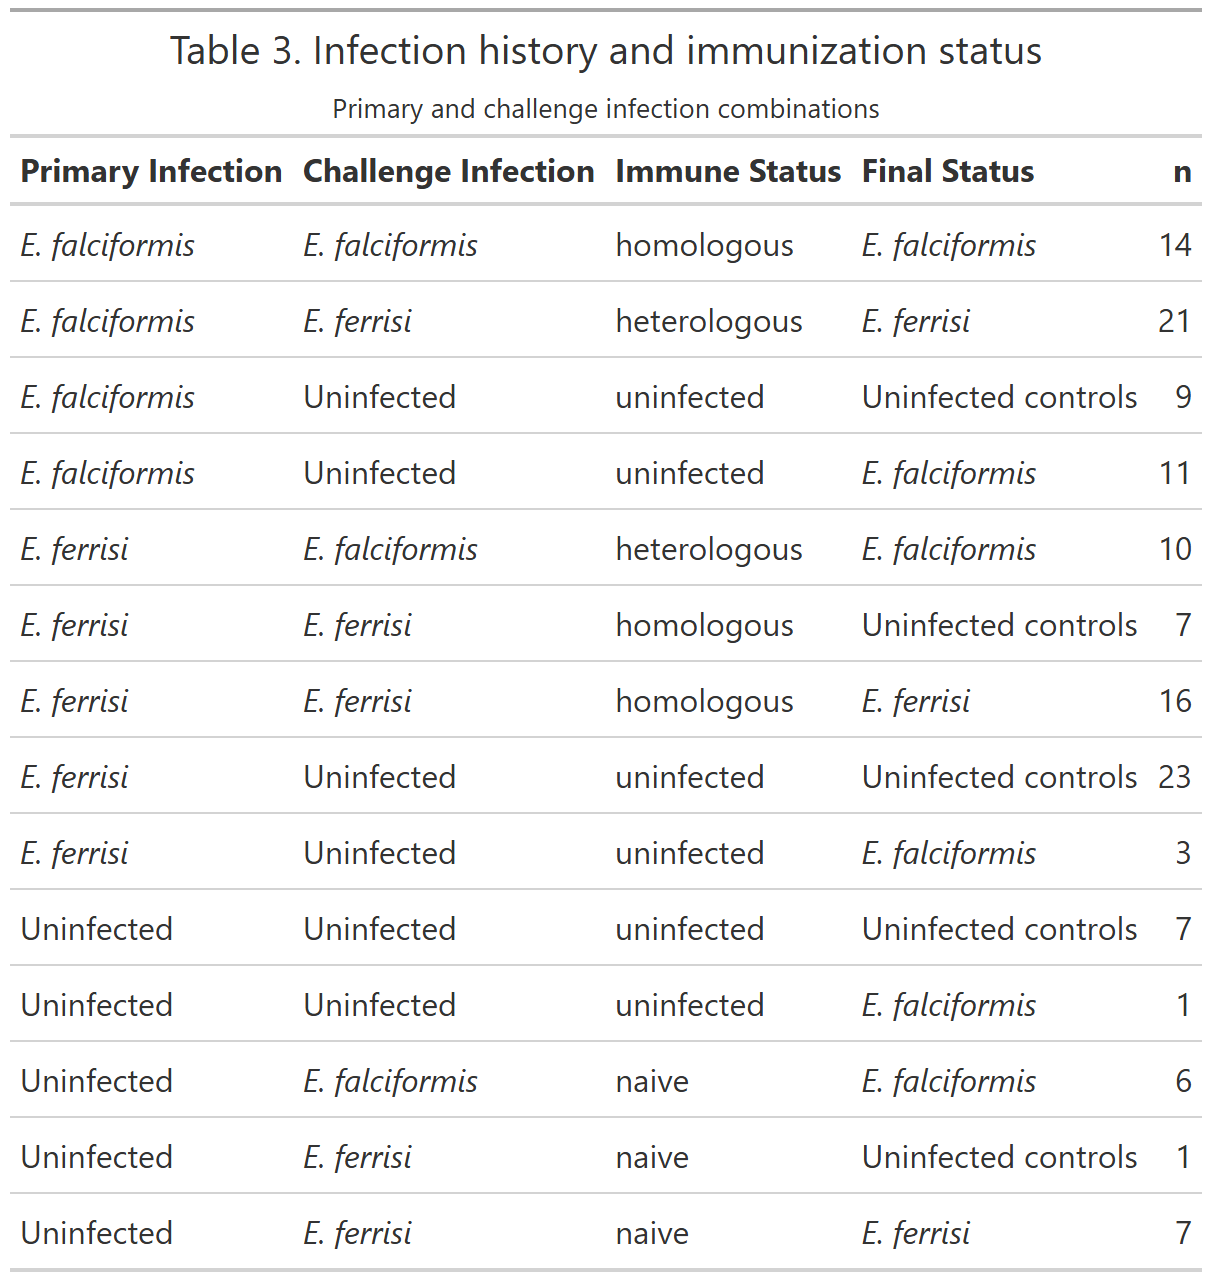 Table 3. Infection history and immunization status
Primary and challenge infection combinations
Primary Infection Challenge Infection Immune Status Final Status n
E. falciformis E. falciformis homologous E. falciformis 14
E. falciformis E. ferrisi heterologous E. ferrisi 21
E. falciformis Uninfected uninfected Uninfected controls 9
E. falciformis Uninfected uninfected E. falciformis 11
E. ferrisi E. falciformis heterologous E. falciformis 10
E. ferrisi E. ferrisi homologous Uninfected controls 7
E. ferrisi E. ferrisi homologous E. ferrisi 16
E. ferrisi Uninfected uninfected Uninfected controls 23
E. ferrisi Uninfected uninfected E. falciformis 3
Uninfected Uninfected uninfected Uninfected controls 7
Uninfected Uninfected uninfected E. falciformis 1
Uninfected E. falciformis naive E. falciformis 6
Uninfected E. ferrisi naive Uninfected controls 1
Uninfected E. ferrisi naive E. ferrisi 7